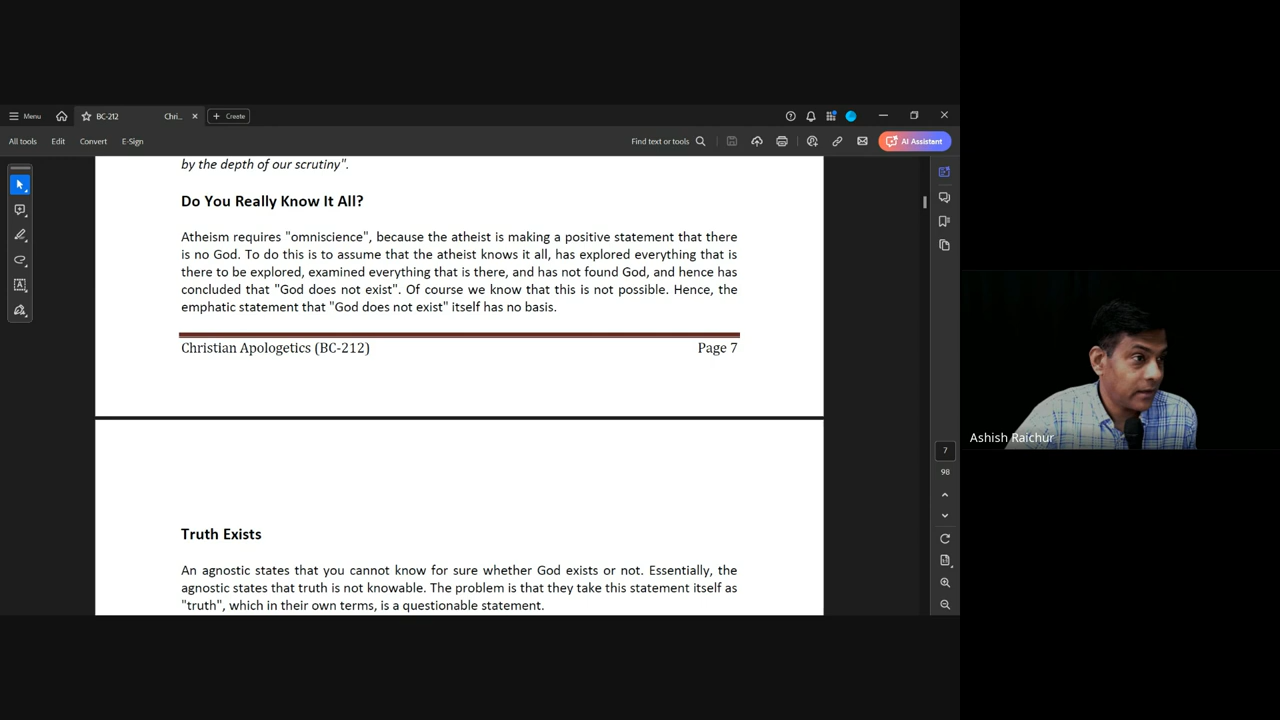 Menu
BC-212 Chri...
Create
All tools Edit Convert E-Sign
Find text or tools
AI Assistant
by the depth of our scrutiny".
Do You Really Know It All?
Atheism requires "omniscience", because the atheist is making a positive statement that there
is no God. To do this is to assume that the atheist knows it all, has explored everything that is
there to be explored, examined everything that is there, and has not found God, and hence has
concluded that "God does not exist". Of course we know that this is not possible. Hence, the
emphatic statement that "God does not exist" itself has no basis.
Christian Apologetics (BC-212) Page 7
Truth Exists
An agnostic states that you cannot know for sure whether God exists or not. Essentially, the
agnostic states that truth is not knowable. The problem is that they take this statement itself as
"truth", which in their own terms, is a questionable statement.
7
98
Ashish Raichur